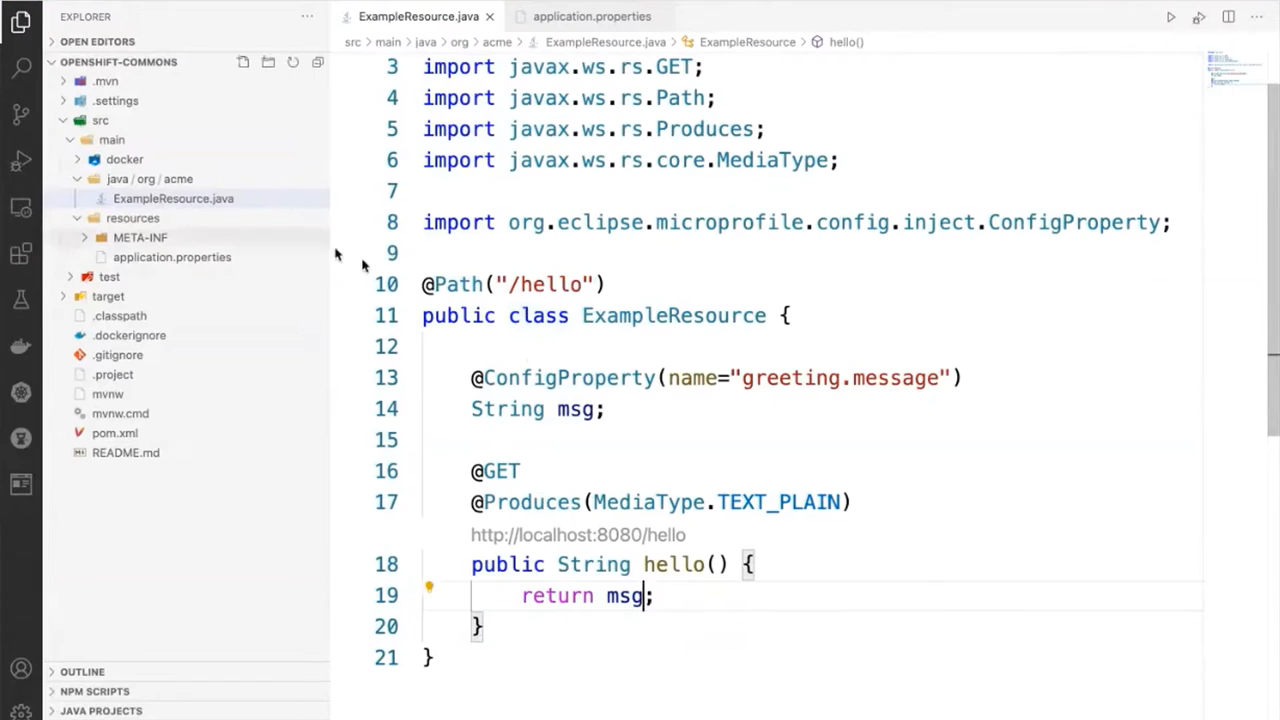 EXPLORER
ExampleResource.java
application.properties
OPEN EDITORS
src main java org acme ExampleResource.java ExampleResource hello()
OPENSHIFT-COMMONS
.mvn
.settings
src
main
docker
java / org / acme
ExampleResource.java
resources
META-INF
application.properties
test
target
.classpath
.dockerignore
.gitignore
.project
mvnw
mvnw.cmd
pom.xml
README.md
OUTLINE
NPM SCRIPTS
JAVA PROJECTS
3 import javax.ws.rs.GET;
4 import javax.ws.rs.Path;
5 import javax.ws.rs.Produces;
6 import javax.ws.rs.core.MediaType;
7
8 import org.eclipse.microprofile.config.inject.ConfigProperty;
9
10 @Path("/hello")
11 public class ExampleResource {
12
13 @ConfigProperty(name="greeting.message")
14 String msg;
15
16 @GET
17 @Produces(MediaType.TEXT_PLAIN)
http://localhost:8080/hello
18 public String hello() {
19 return msg;
20 }
21 }